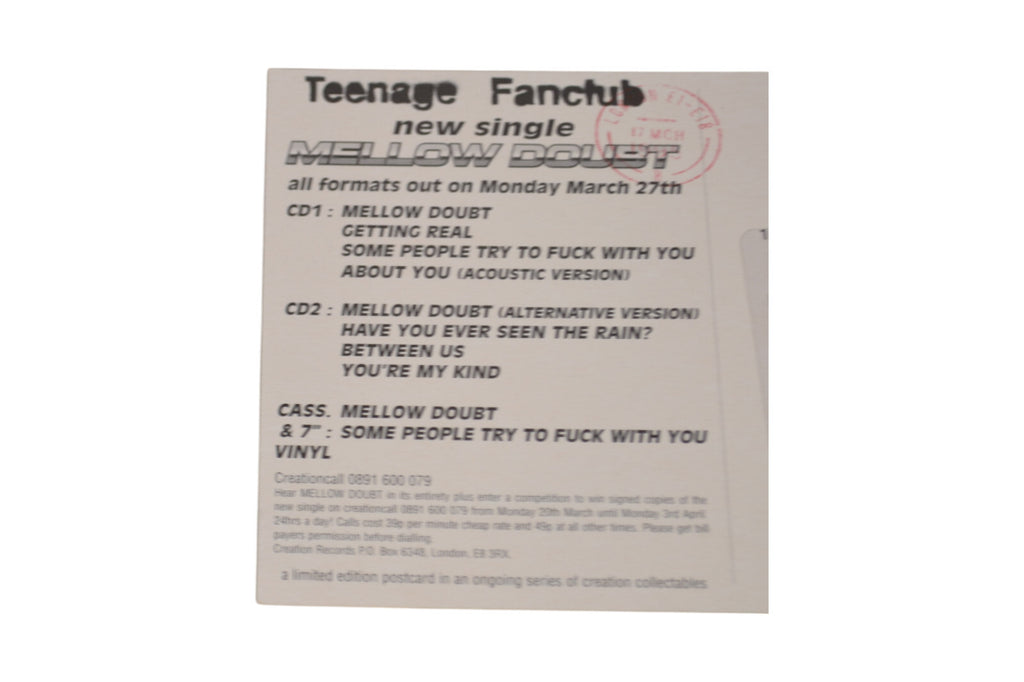 Teenage Fanclub
new single
MELLOW DOUBT
all formats out on Monday March 27th
CD1 : MELLOW DOUBT
GETTING REAL
SOME PEOPLE TRY TO FUCK WITH YOU
ABOUT YOU (ACOUSTIC VERSION)
CD2 : MELLOW DOUBT (ALTERNATIVE VERSION)
HAVE YOU EVER SEEN THE RAIN?
BETWEEN US
YOU'RE MY KIND
CASS. MELLOW DOUBT
& 7" : SOME PEOPLE TRY TO FUCK WITH YOU
VINYL
Creationcall 0891 600 079
Hear MELLOW DOUBT in its entirety plus enter a competition to win signed copies of the
new single on creationcall 0891 600 079 from Monday 20th March until Monday 3rd April.
24hrs a day! Calls cost 39p per minute cheap rate and 49p at all other times. Please get bill
payers permission before dialling.
Creation Records P.O. Box 6348, London, E8 3RX.
a limited edition postcard in an ongoing series of creation collectables
LONDON E1-E18
17 MCH